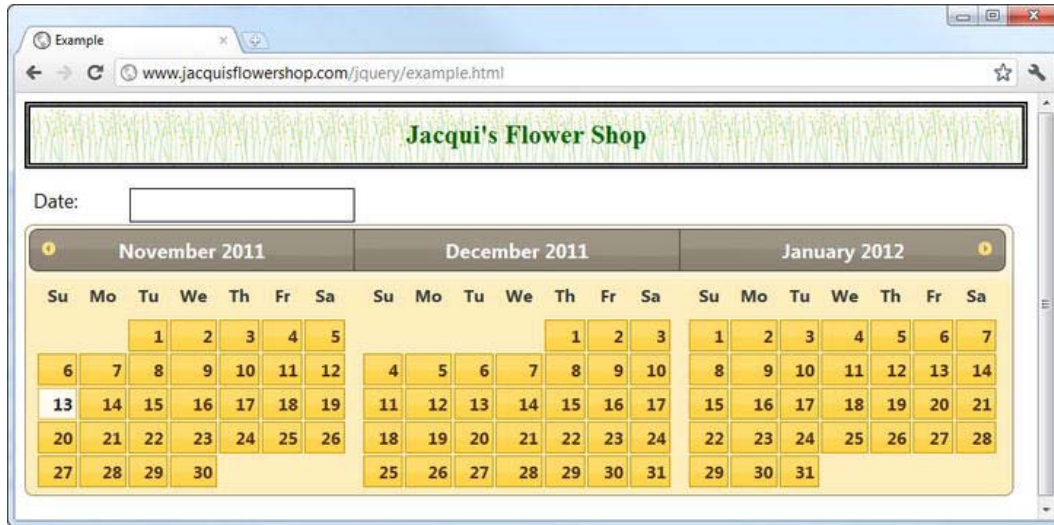 Example
www.jacquisflowershop.com/jquery/example.html
Jacqui's Flower Shop
Date:
November 2011 December 2011 January 2012
Su Mo Tu We Th Fr Sa Su Mo Tu We Th Fr Sa Su Mo Tu We Th Fr Sa
1 2 3 4 5 1 2 3 1 2 3 4 5 6 7
6 7 8 9 10 11 12 4 5 6 7 8 9 10 8 9 10 11 12 13 14
13 14 15 16 17 18 19 11 12 13 14 15 16 17 15 16 17 18 19 20 21
20 21 22 23 24 25 26 18 19 20 21 22 23 24 22 23 24 25 26 27 28
27 28 29 30 25 26 27 28 29 30 31 29 30 31